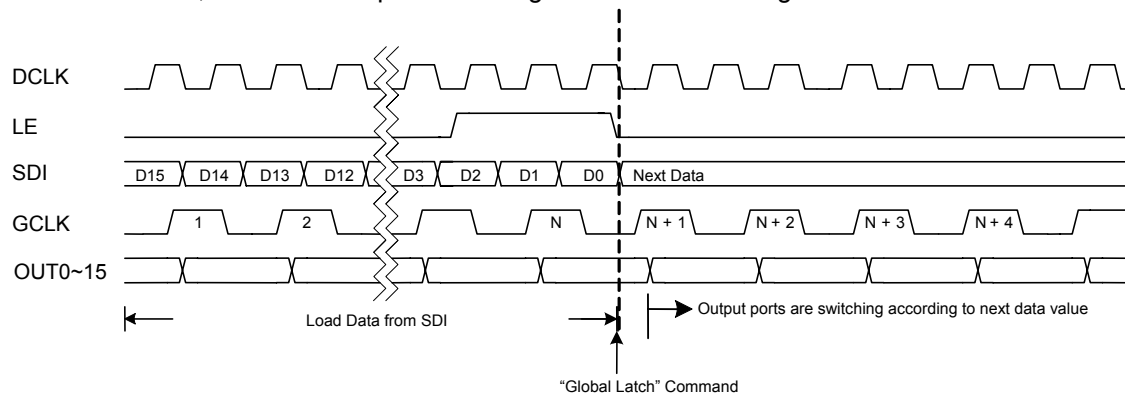 DCLK
LE
SDI D15 D14 D13 D12 D3 D2 D1 D0 Next Data
GCLK 1 2 N N + 1 N + 2 N + 3 N + 4
OUT0~15
Load Data from SDI
Output ports are switching according to next data value
“Global Latch” Command